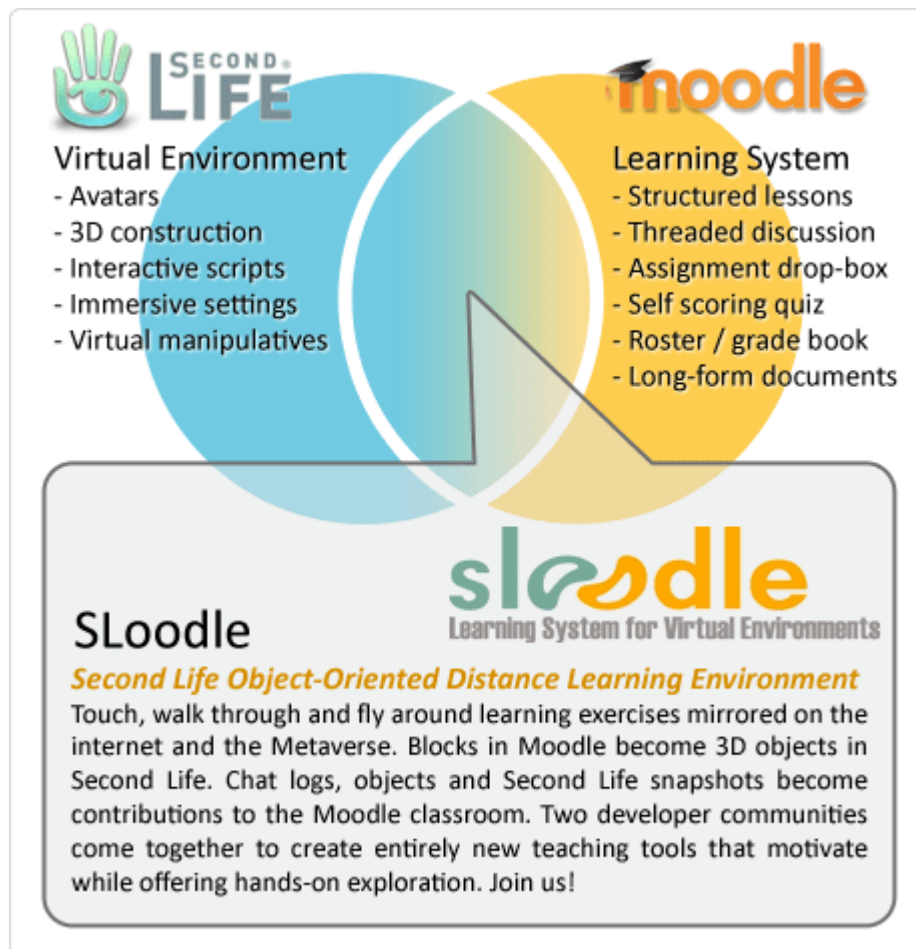 SECOND®
LIFE
Virtual Environment
- Avatars
- 3D construction
- Interactive scripts
- Immersive settings
- Virtual manipulatives
moodle
Learning System
- Structured lessons
- Threaded discussion
- Assignment drop-box
- Self scoring quiz
- Roster / grade book
- Long-form documents
sloodle
Learning System for Virtual Environments
SLoodle
Second Life Object-Oriented Distance Learning Environment
Touch, walk through and fly around learning exercises mirrored on the
internet and the Metaverse. Blocks in Moodle become 3D objects in
Second Life. Chat logs, objects and Second Life snapshots become
contributions to the Moodle classroom. Two developer communities
come together to create entirely new teaching tools that motivate
while offering hands-on exploration. Join us!